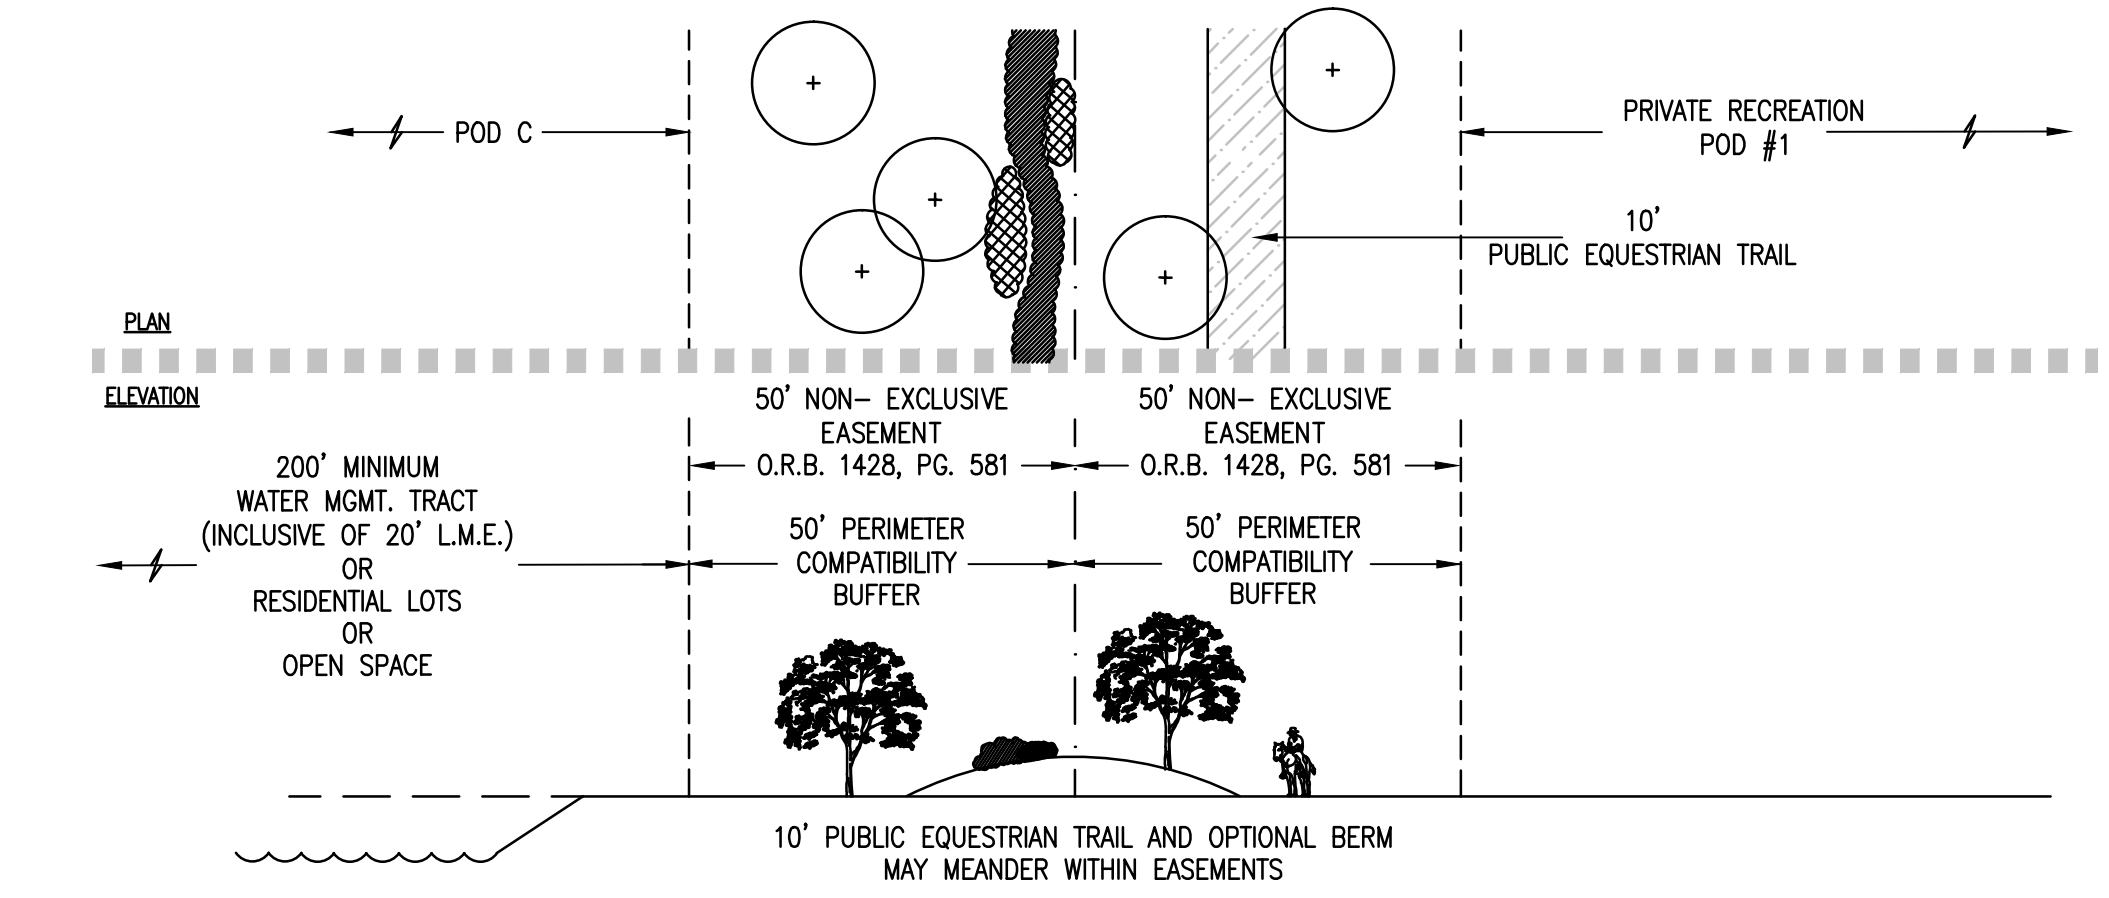 POD C
PRIVATE RECREATION
POD #1
10'
PUBLIC EQUESTRIAN TRAIL
PLAN
ELEVATION
50' NON- EXCLUSIVE
EASEMENT
O.R.B. 1428, PG. 581
50' NON- EXCLUSIVE
EASEMENT
O.R.B. 1428, PG. 581
200' MINIMUM
WATER MGMT. TRACT
(INCLUSIVE OF 20' L.M.E.)
OR
RESIDENTIAL LOTS
OR
OPEN SPACE
50' PERIMETER
COMPATIBILITY
BUFFER
50' PERIMETER
COMPATIBILITY
BUFFER
10' PUBLIC EQUESTRIAN TRAIL AND OPTIONAL BERM
MAY MEANDER WITHIN EASEMENTS